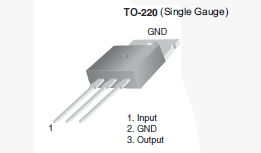 TO-220 (Single Gauge)
GND
1
1. Input
2. GND
3. Output